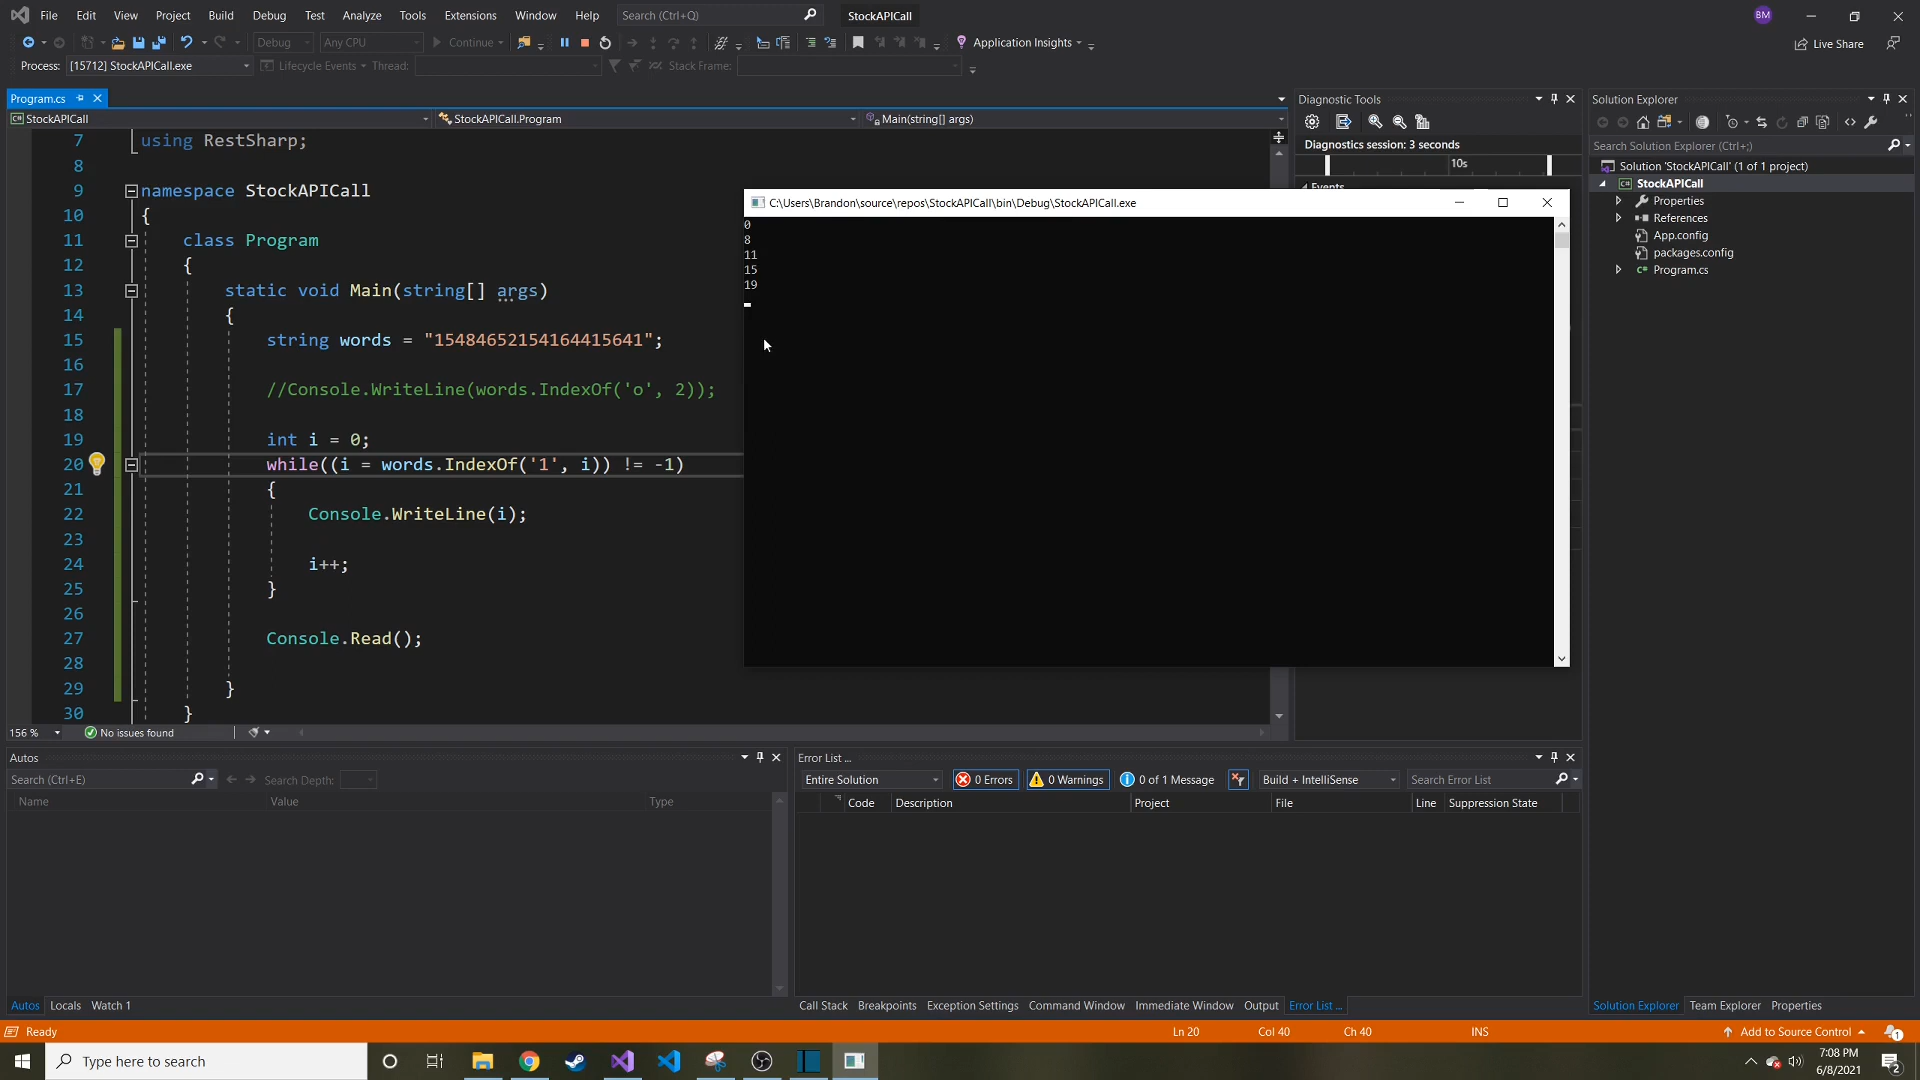 File Edit View Project Build Debug Test Analyze Tools Extensions Window Help Search (Ctrl+Q) StockAPICall BM
Debug Any CPU Continue Application Insights Live Share
Process: [15712] StockAPICall.exe Lifecycle Events Thread: Stack Frame:
Program.cs
StockAPICall StockAPICall.Program Main(string[] args)
7 using RestSharp;
8
9 namespace StockAPICall
10 {
11 class Program
12 {
13 static void Main(string[] args)
14 {
15 string words = "15484652154164415641";
16
17 //Console.WriteLine(words.IndexOf('o', 2));
18
19 int i = 0;
20 while((i = words.IndexOf('1', i)) != -1)
21 {
22 Console.WriteLine(i);
23
24 i++;
25 }
26
27 Console.Read();
28
29 }
30 }
156 % No issues found
C:\Users\Brandon\source\repos\StockAPICall\bin\Debug\StockAPICall.exe
0
8
11
15
19
Diagnostic Tools
Diagnostics session: 3 seconds
10s
Events
Solution Explorer
Search Solution Explorer (Ctrl+;)
Solution 'StockAPICall' (1 of 1 project)
StockAPICall
Properties
References
App.config
packages.config
Program.cs
Autos
Search (Ctrl+E) Search Depth:
Name Value Type
Autos Locals Watch 1
Error List ...
Entire Solution 0 Errors 0 Warnings 0 of 1 Message Build + IntelliSense Search Error List
Code Description Project File Line Suppression State
Call Stack Breakpoints Exception Settings Command Window Immediate Window Output Error List ...
Solution Explorer Team Explorer Properties
Ready Ln 20 Col 40 Ch 40 INS Add to Source Control 1
Type here to search
7:08 PM
6/8/2021
2